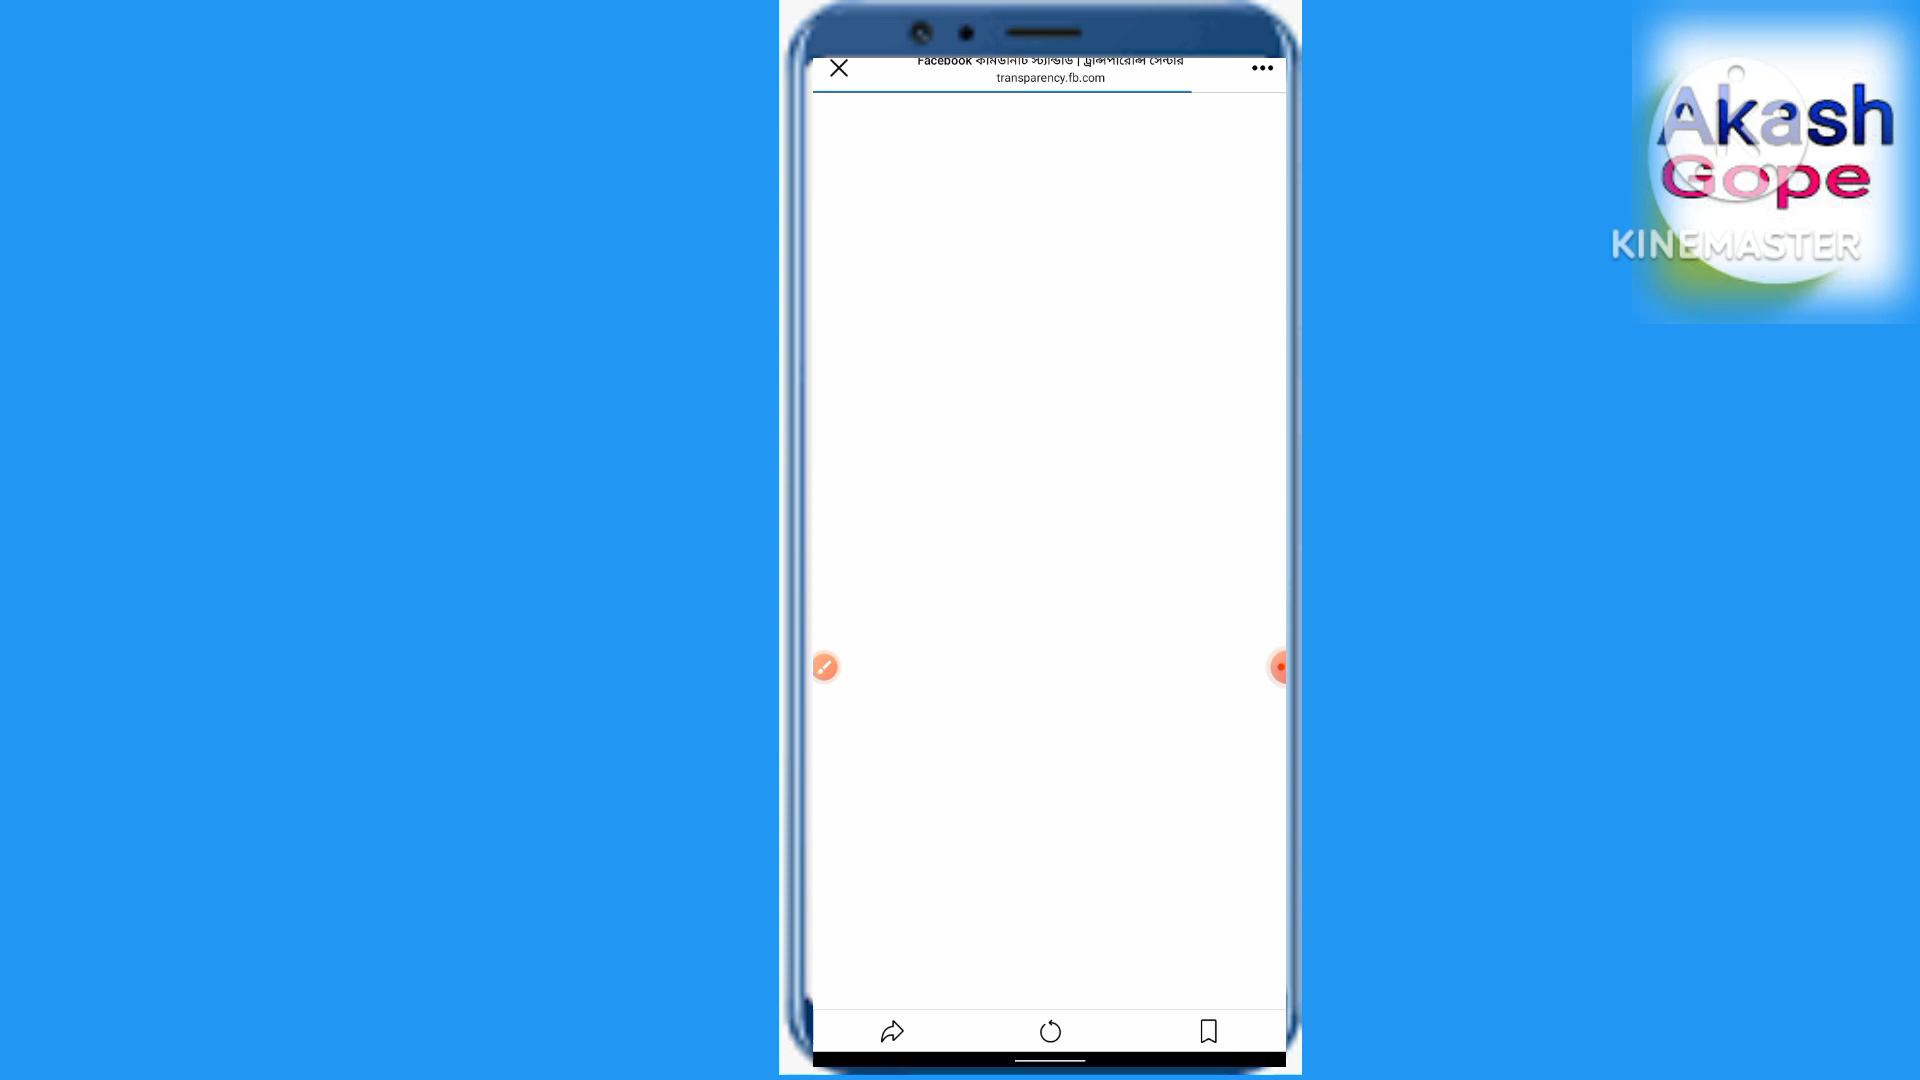 Facebook কমিউনিটি স্ট্যান্ডার্ড | ট্রান্সপারেন্সি সেন্টার
transparency.fb.com
Akash
Gope
KINEMASTER